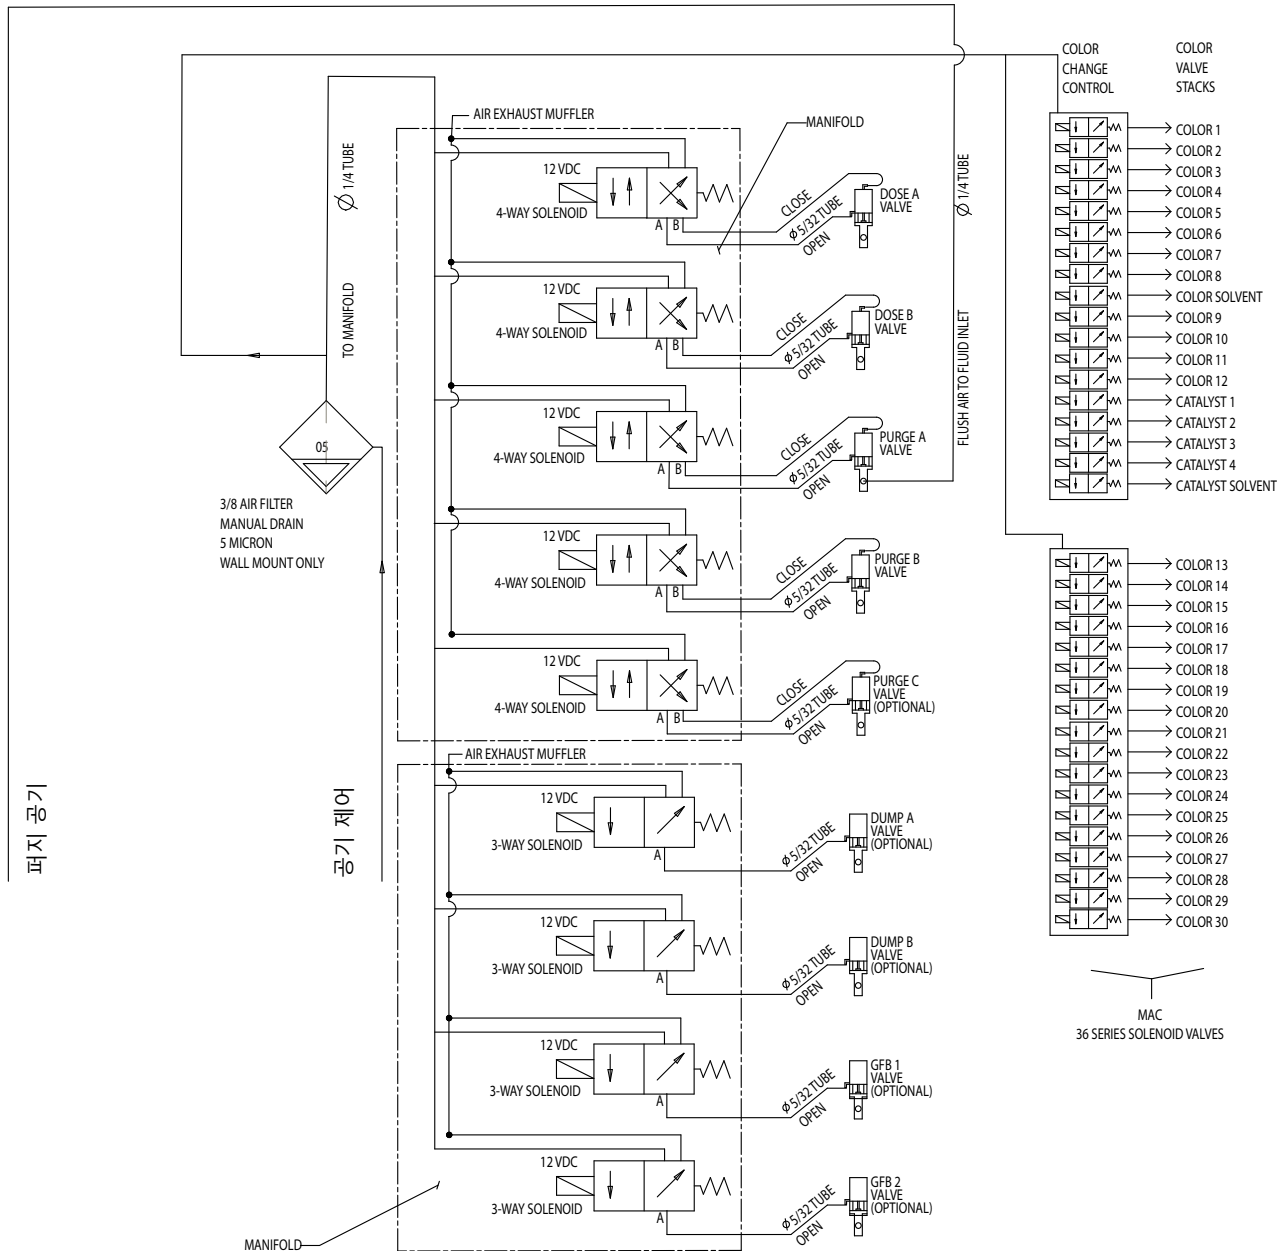 COLOR
CHANGE
CONTROL
COLOR
VALVE
STACKS
AIR EXHAUST MUFFLER
MANIFOLD
Ø 1/4 TUBE
TO MANIFOLD
12 VDC
4-WAY SOLENOID
A B
CLOSE
Ø 5/32 TUBE
OPEN
DOSE A
VALVE
12 VDC
4-WAY SOLENOID
A B
CLOSE
Ø 5/32 TUBE
OPEN
DOSE B
VALVE
12 VDC
4-WAY SOLENOID
A B
CLOSE
Ø 5/32 TUBE
OPEN
PURGE A
VALVE
12 VDC
4-WAY SOLENOID
A B
CLOSE
Ø 5/32 TUBE
OPEN
PURGE B
VALVE
12 VDC
4-WAY SOLENOID
A B
CLOSE
Ø 5/32 TUBE
OPEN
PURGE C
VALVE
(OPTIONAL)
Ø 1/4 TUBE
FLUSH AIR TO FLUID INLET
05
3/8 AIR FILTER
MANUAL DRAIN
5 MICRON
WALL MOUNT ONLY
퍼지 공기
공기 제어
AIR EXHAUST MUFFLER
12 VDC
3-WAY SOLENOID
A
Ø 5/32 TUBE
OPEN
DUMP A
VALVE
(OPTIONAL)
12 VDC
3-WAY SOLENOID
A
Ø 5/32 TUBE
OPEN
DUMP B
VALVE
(OPTIONAL)
12 VDC
3-WAY SOLENOID
A
Ø 5/32 TUBE
OPEN
GFB 1
VALVE
(OPTIONAL)
12 VDC
3-WAY SOLENOID
A
Ø 5/32 TUBE
OPEN
GFB 2
VALVE
(OPTIONAL)
MANIFOLD
COLOR 1
COLOR 2
COLOR 3
COLOR 4
COLOR 5
COLOR 6
COLOR 7
COLOR 8
COLOR SOLVENT
COLOR 9
COLOR 10
COLOR 11
COLOR 12
CATALYST 1
CATALYST 2
CATALYST 3
CATALYST 4
CATALYST SOLVENT
COLOR 13
COLOR 14
COLOR 15
COLOR 16
COLOR 17
COLOR 18
COLOR 19
COLOR 20
COLOR 21
COLOR 22
COLOR 23
COLOR 24
COLOR 25
COLOR 26
COLOR 27
COLOR 28
COLOR 29
COLOR 30
MAC
36 SERIES SOLENOID VALVES